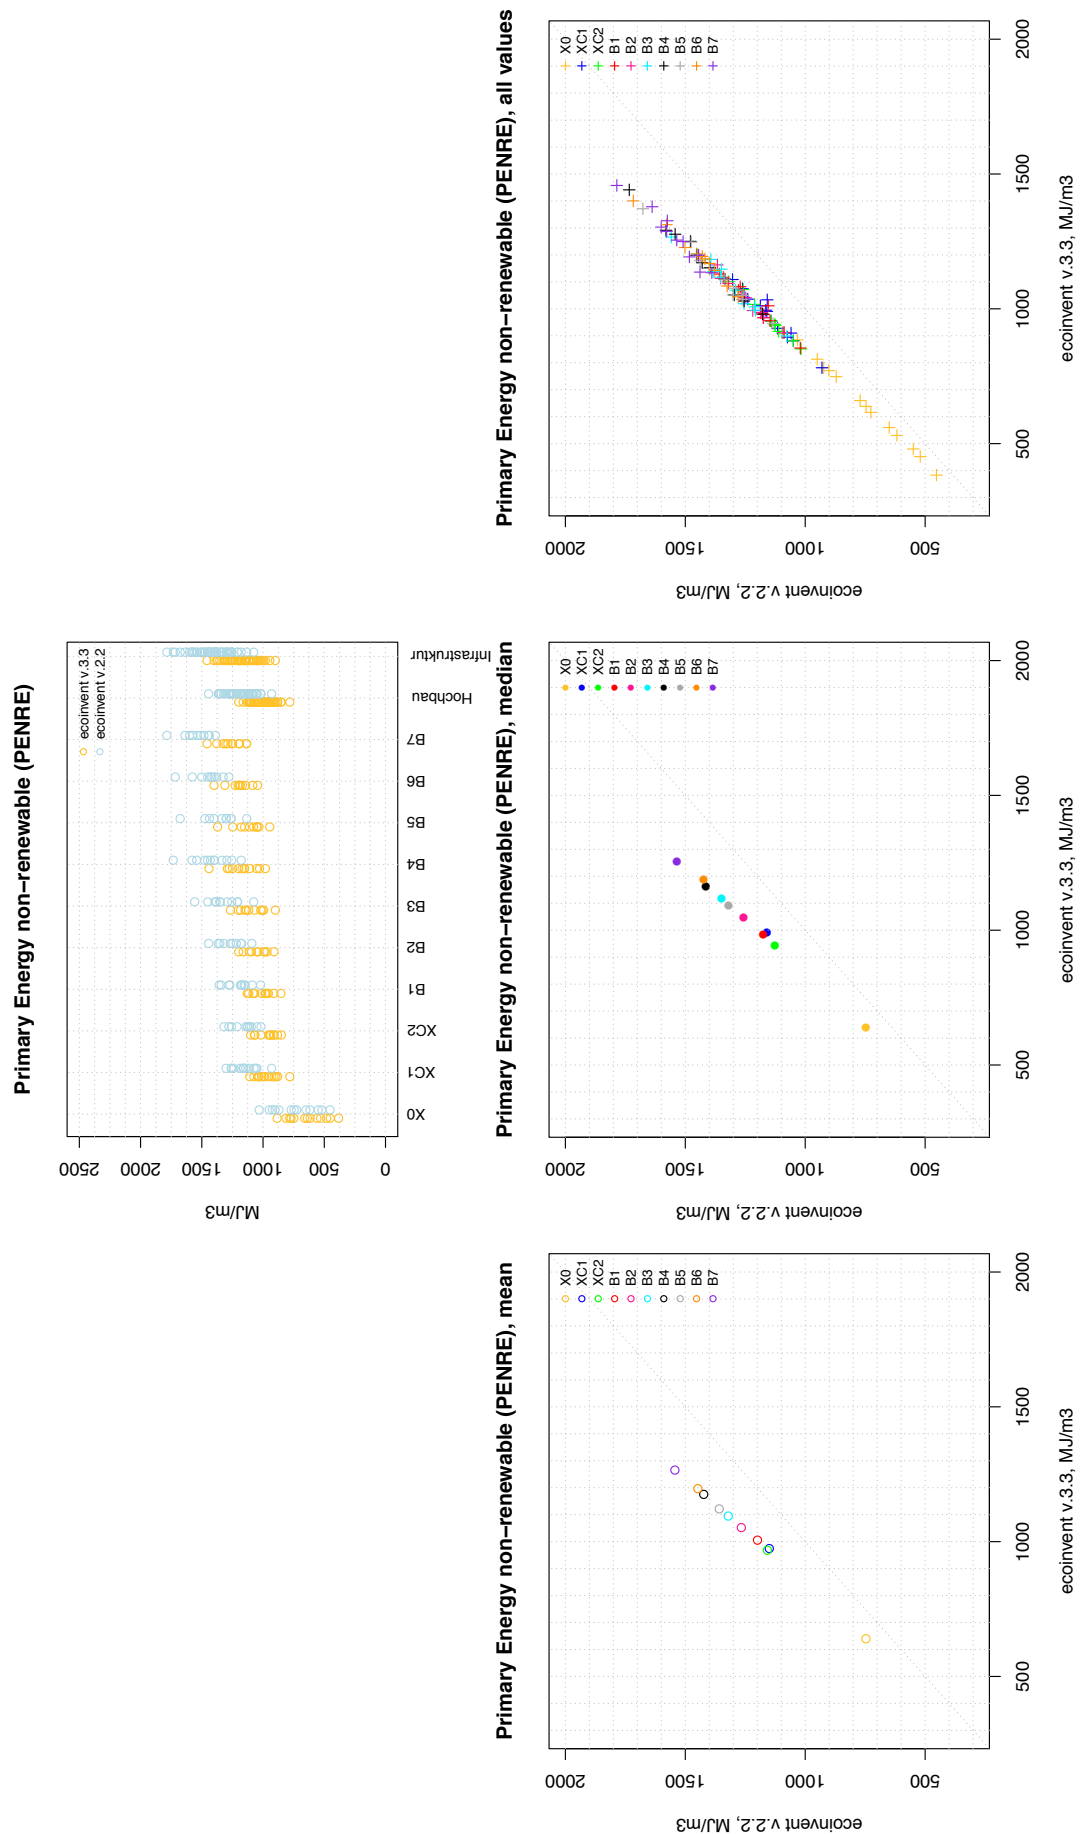 Primary Energy non−renewable (PENRE)
MJ/m3
0
500
1000
1500
2000
2500
X0
XC1
XC2
B1
B2
B3
B4
B5
B6
B7
Hochbau
Infrastruktur
ecoinvent v.3.3
ecoinvent v.2.2
Primary Energy non−renewable (PENRE), mean
ecoinvent v.2.2, MJ/m3
500
1000
1500
2000
500
1000
1500
2000
ecoinvent v.3.3, MJ/m3
X0
XC1
XC2
B1
B2
B3
B4
B5
B6
B7
Primary Energy non−renewable (PENRE), median
ecoinvent v.2.2, MJ/m3
500
1000
1500
2000
500
1000
1500
2000
ecoinvent v.3.3, MJ/m3
X0
XC1
XC2
B1
B2
B3
B4
B5
B6
B7
Primary Energy non−renewable (PENRE), all values
ecoinvent v.2.2, MJ/m3
500
1000
1500
2000
500
1000
1500
2000
ecoinvent v.3.3, MJ/m3
X0
XC1
XC2
B1
B2
B3
B4
B5
B6
B7